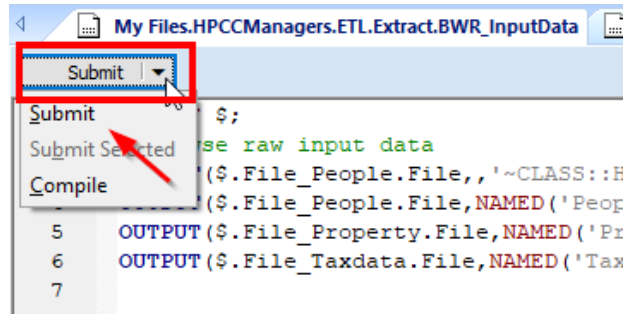 My Files.HPCCManagers.ETL.Extract.BWR_InputData
Submit
$;
Submit
raw input data
Submit Selected
($.File_People.File,,'~CLASS::H
Compile
($.File_People.File,NAMED('Peop
5 OUTPUT($.File_Property.File,NAMED('Pr
6 OUTPUT($.File_Taxdata.File,NAMED('Tax
7